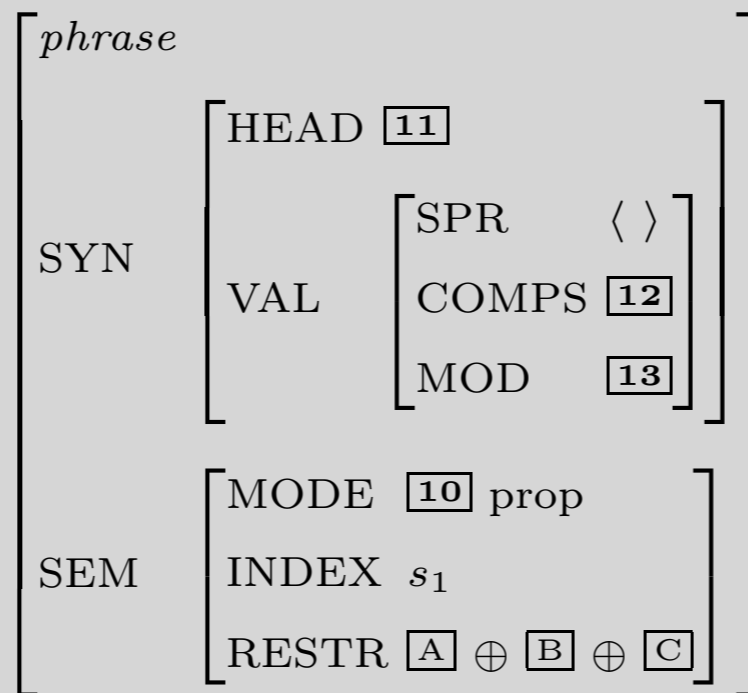 phrase
HEAD 11
SPR ⟨ ⟩
SYN
VAL
COMPS 12
MOD 13
MODE 10 prop
SEM
INDEX s₁
RESTR A ⊕ B ⊕ C